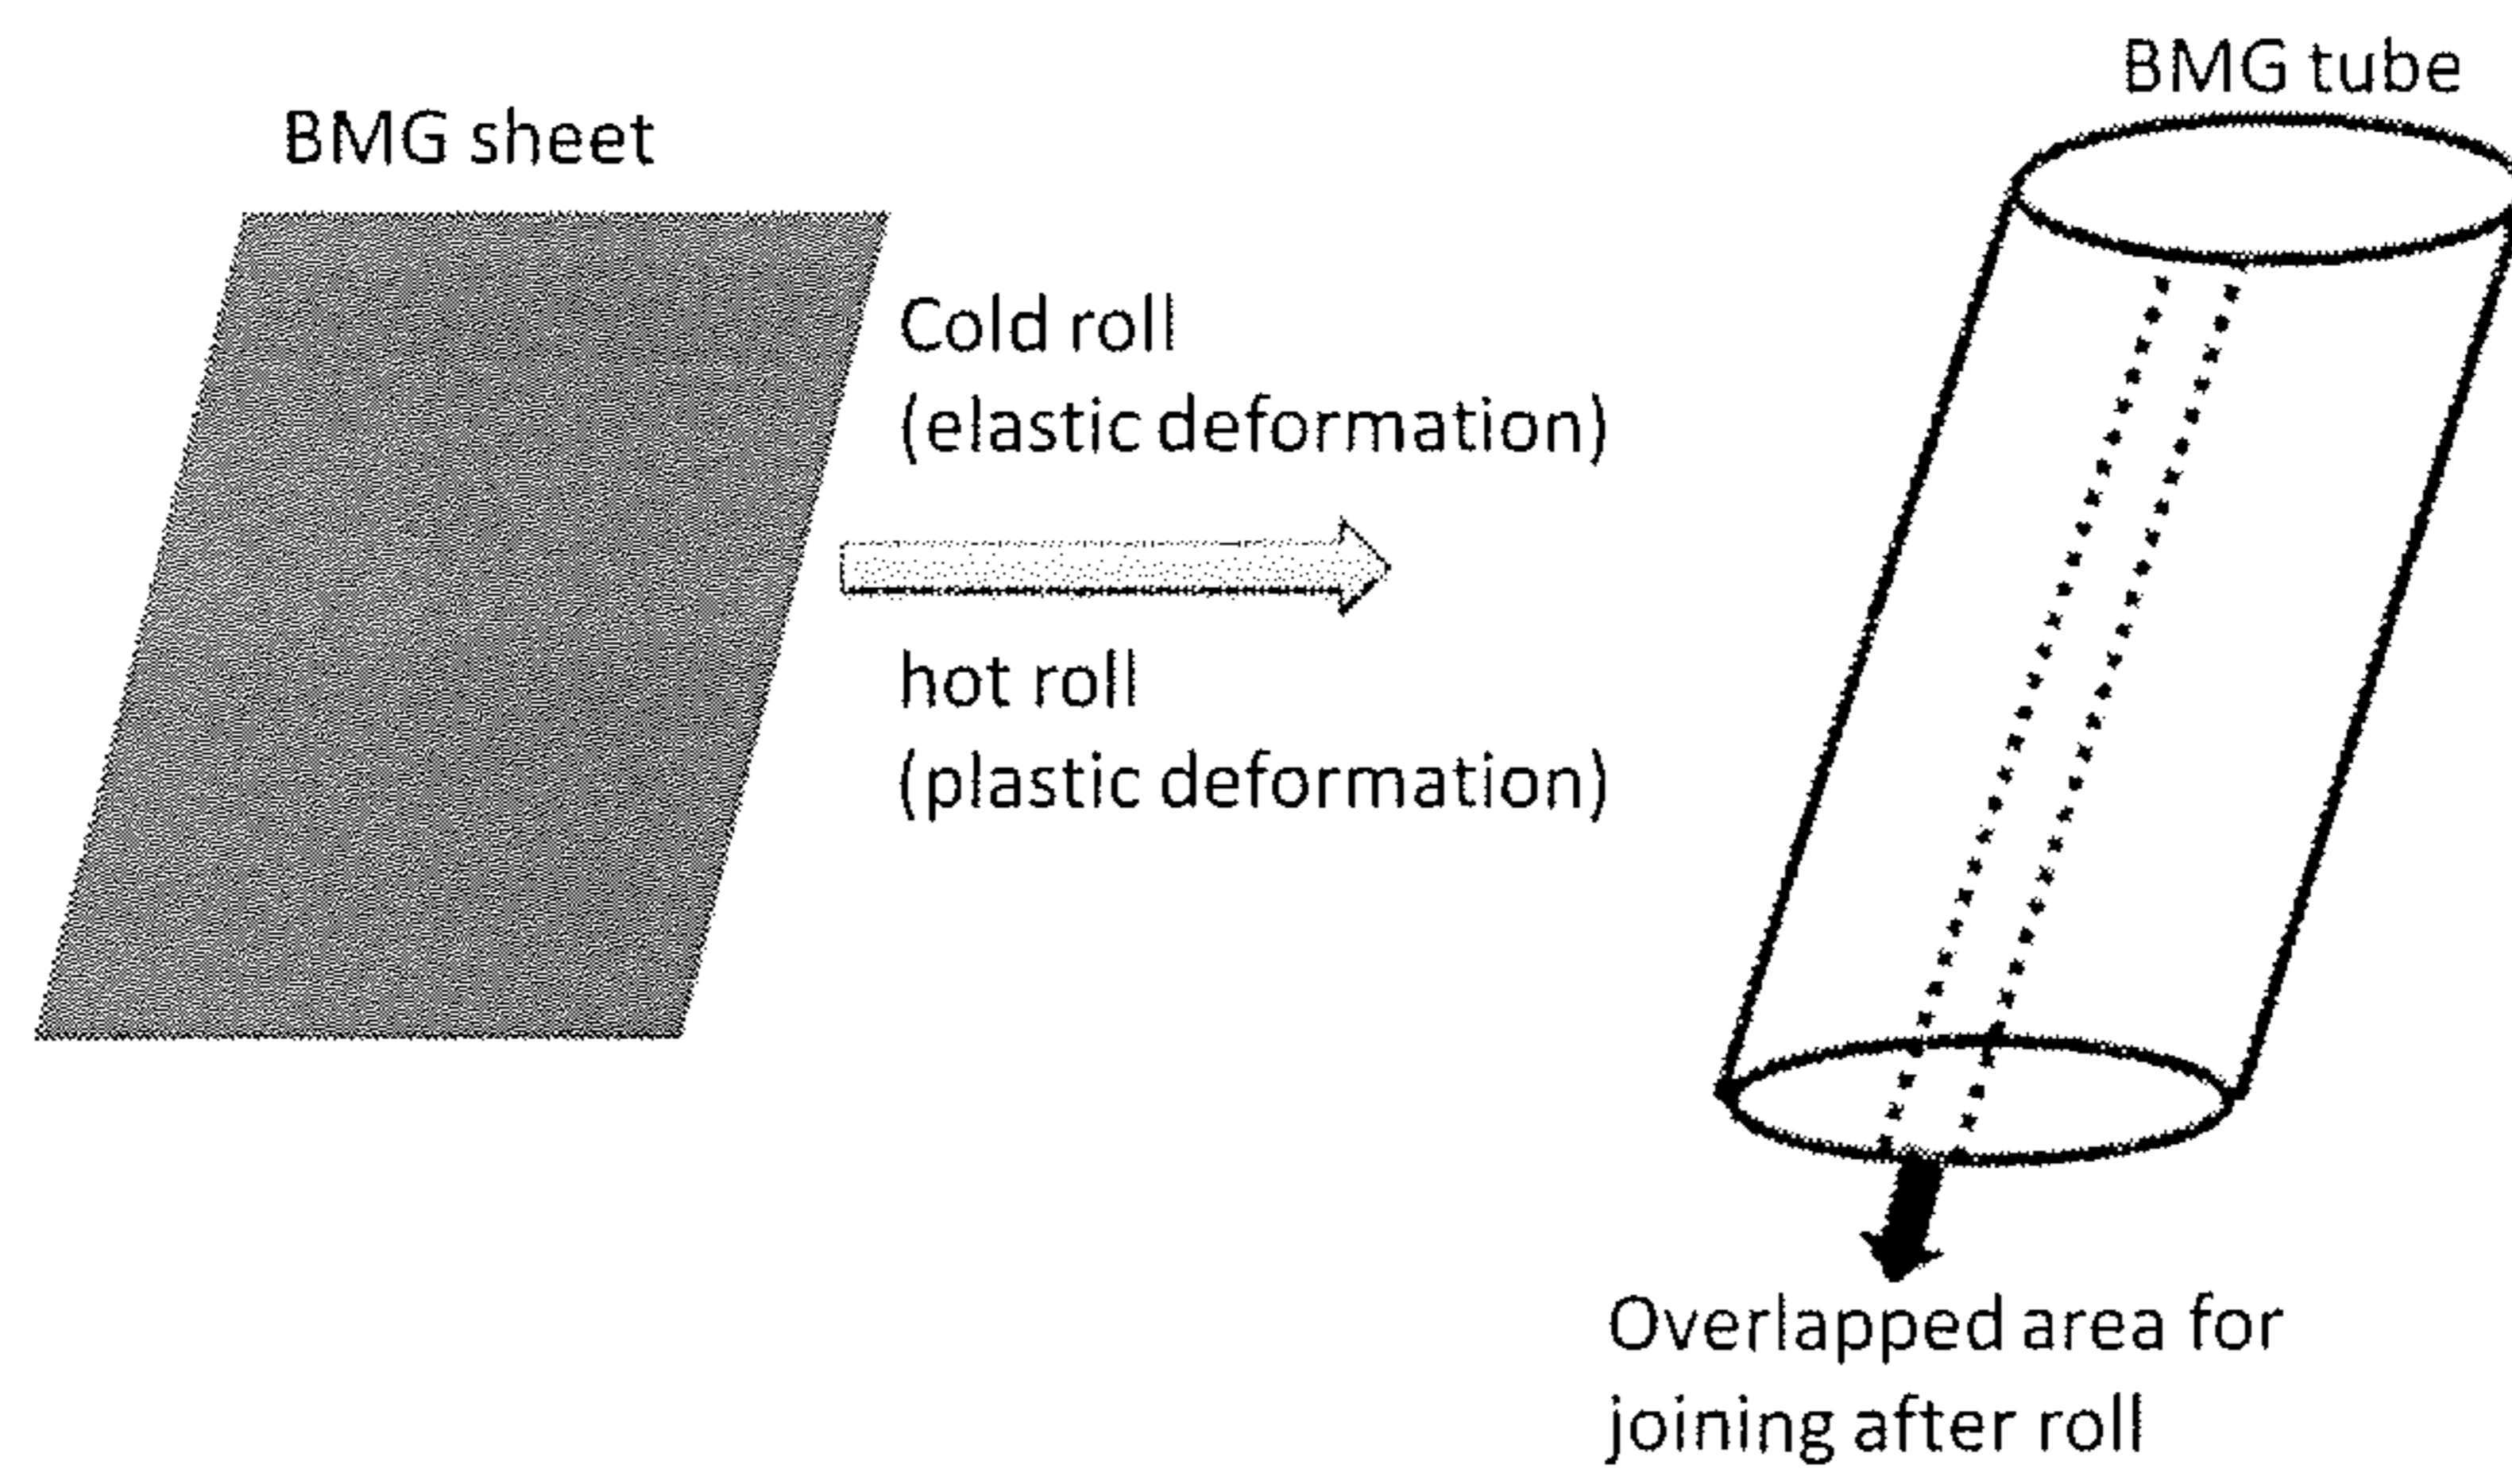 BMG sheet
Cold roll
(elastic deformation)
hot roll
(plastic deformation)
BMG tube
Overlapped area for
joining after roll